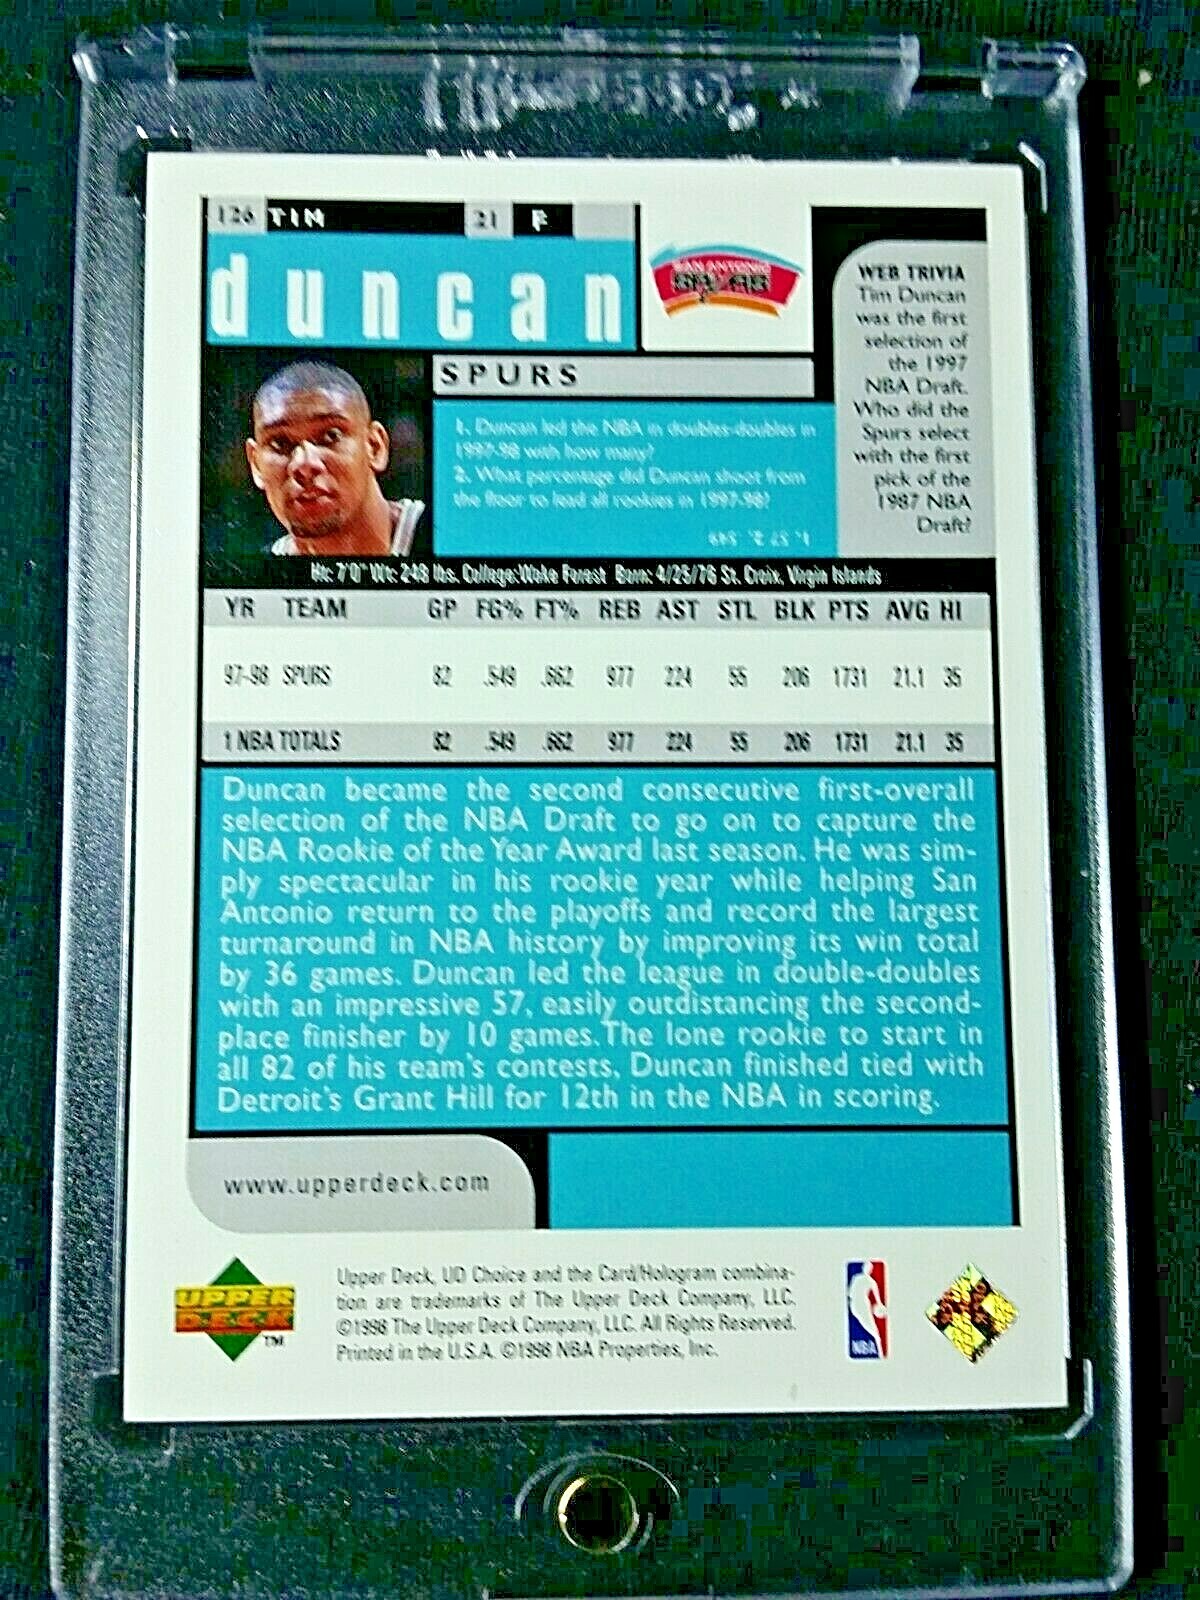 126 TIM 21 F
duncan
SAN ANTONIO
SPURS
SPURS
WEB TRIVIA
Tim Duncan
was the first
selection of
the 1997
NBA Draft.
Who did the
Spurs select
with the first
pick of the
1987 NBA
Draft?
1. Duncan led the NBA in doubles-doubles in
1997-98 with how many?
2. What percentage did Duncan shoot from
the floor to lead all rookies in 1997-98?
1. 57 2. .549
Ht: 7'0" Wt: 248 lbs. College: Wake Forest Born: 4/25/76 St. Croix, Virgin Islands
YR TEAM GP FG% FT% REB AST STL BLK PTS AVG HI
97-98 SPURS 82 .549 .662 977 224 55 206 1731 21.1 35
1 NBA TOTALS 82 .549 .662 977 224 55 206 1731 21.1 35
Duncan became the second consecutive first-overall
selection of the NBA Draft to go on to capture the
NBA Rookie of the Year Award last season. He was sim-
ply spectacular in his rookie year while helping San
Antonio return to the playoffs and record the largest
turnaround in NBA history by improving its win total
by 36 games. Duncan led the league in double-doubles
with an impressive 57, easily outdistancing the second-
place finisher by 10 games. The lone rookie to start in
all 82 of his team's contests, Duncan finished tied with
Detroit's Grant Hill for 12th in the NBA in scoring.
www.upperdeck.com
UPPER
DECK
TM
Upper Deck, UD Choice and the Card/Hologram combina-
tion are trademarks of The Upper Deck Company, LLC.
©1998 The Upper Deck Company, LLC. All Rights Reserved.
Printed in the U.S.A. ©1998 NBA Properties, Inc.
NBA